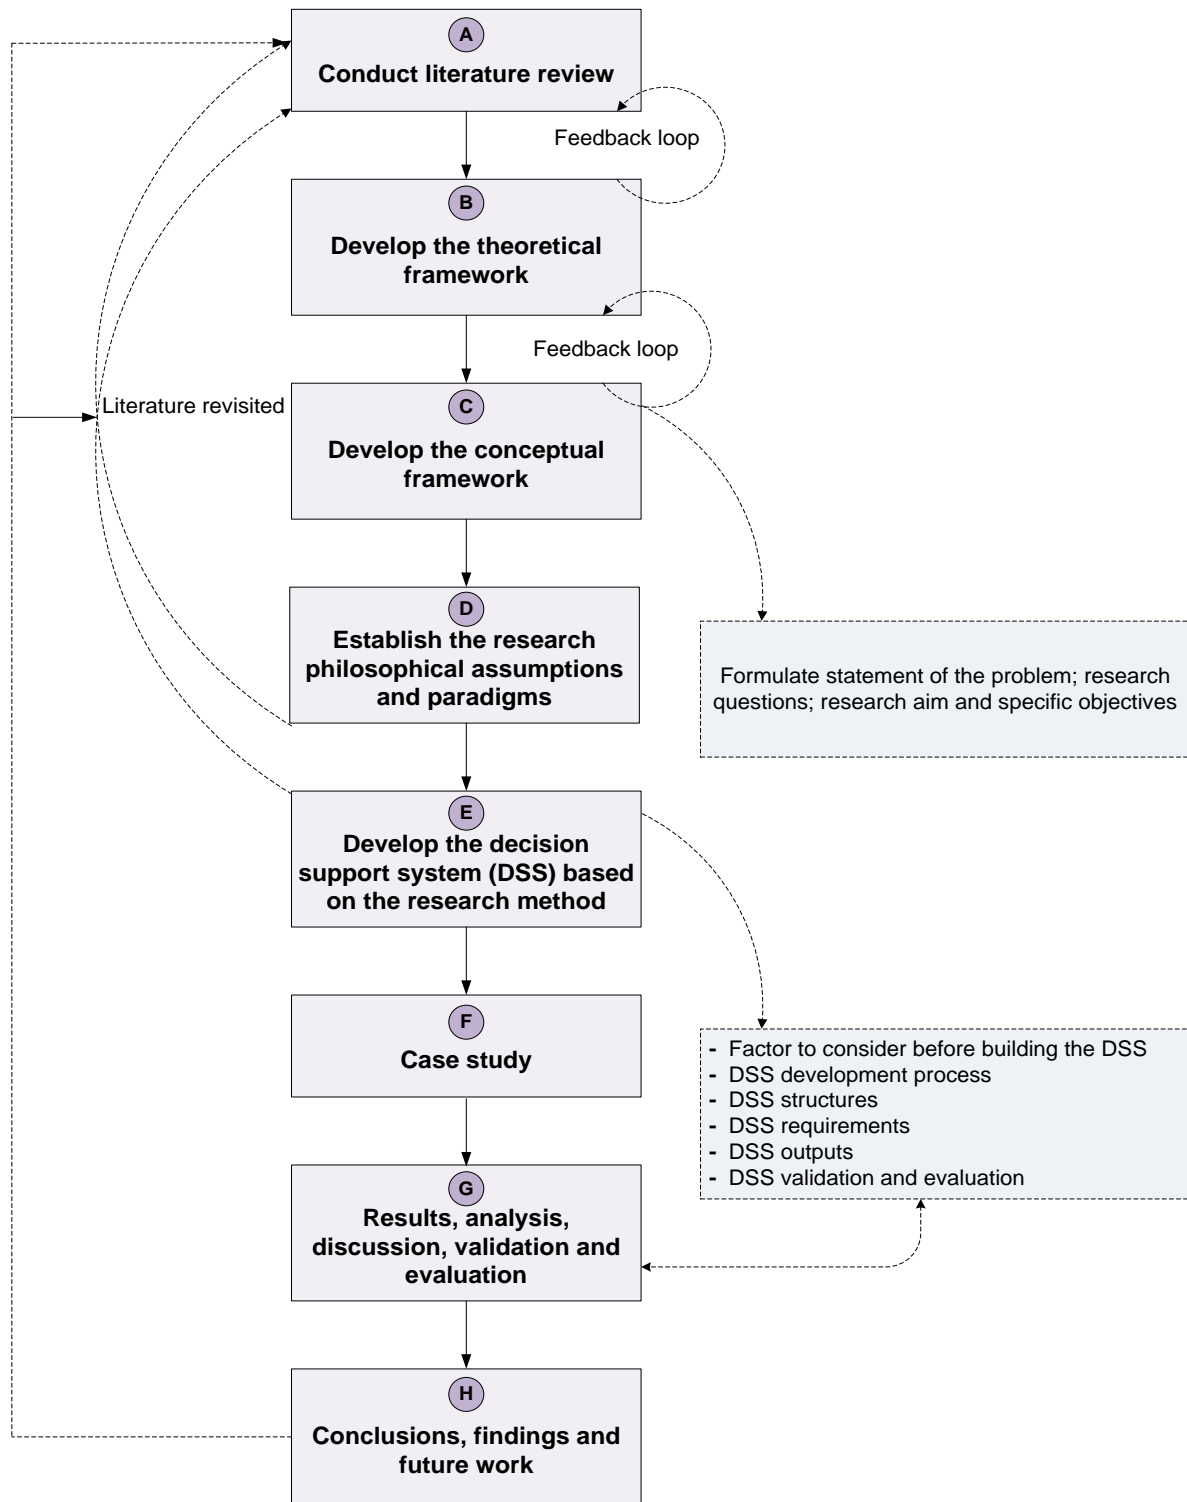 A
Conduct literature review
Feedback loop
B
Develop the theoretical
framework
Feedback loop
Literature revisited
C
Develop the conceptual
framework
D
Establish the research
philosophical assumptions
and paradigms
Formulate statement of the problem; research
questions; research aim and specific objectives
E
Develop the decision
support system (DSS) based
on the research method
F
Case study
- Factor to consider before building the DSS
- DSS development process
- DSS structures
- DSS requirements
- DSS outputs
- DSS validation and evaluation
G
Results, analysis,
discussion, validation and
evaluation
H
Conclusions, findings and
future work